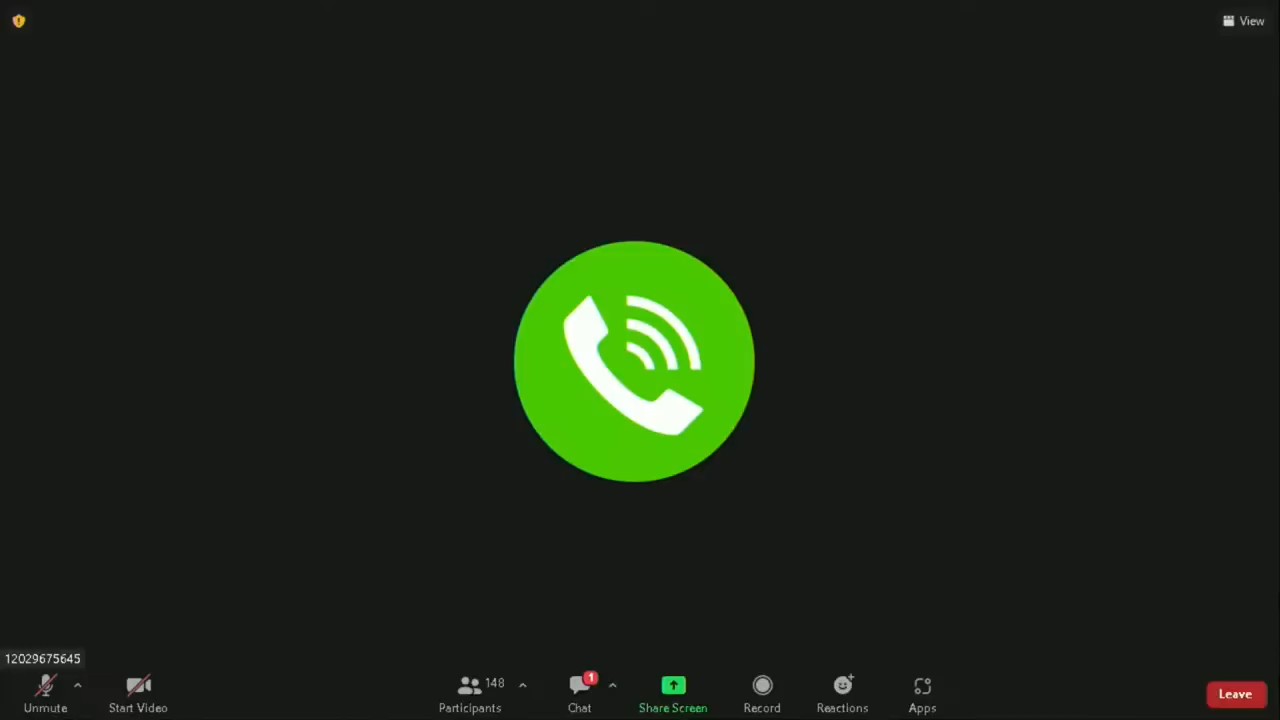 View
12029675645
Unmute
Start Video
148
Participants
1
Chat
Share Screen
Record
Reactions
Apps
Leave